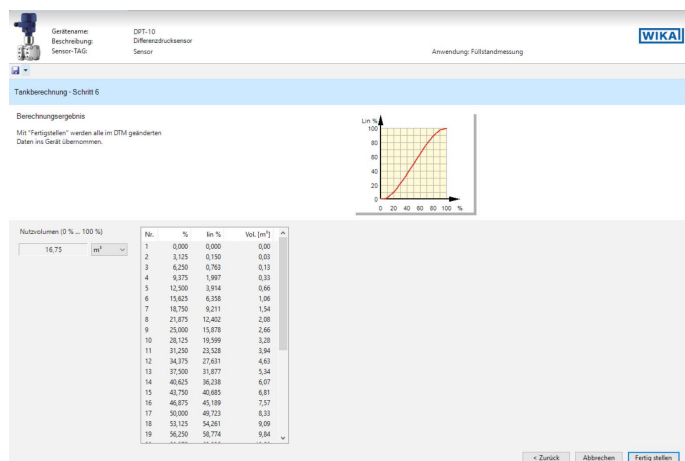 Gerätename: DPT-10
Beschreibung: Differenzdrucksensor
Sensor-TAG: Sensor
Anwendung: Füllstandmessung
WIKAI
Tankberechnung - Schritt 6
Berechnungsergebnis
Mit "Fertigstellen" werden alle im DTM geänderten
Daten ins Gerät übernommen.
Lin %
100
80
60
40
20
0
0 20 40 60 80 100 %
Nutzvolumen (0 % ... 100 %)
16,75 m³
Nr. % lin % Vol. [m³]
1 0,000 0,000 0,00
2 3,125 0,150 0,03
3 6,250 0,763 0,13
4 9,375 1,997 0,33
5 12,500 3,914 0,66
6 15,625 6,358 1,06
7 18,750 9,211 1,54
8 21,875 12,402 2,08
9 25,000 15,878 2,66
10 28,125 19,599 3,28
11 31,250 23,528 3,94
12 34,375 27,631 4,63
13 37,500 31,877 5,34
14 40,625 36,238 6,07
15 43,750 40,685 6,81
16 46,875 45,189 7,57
17 50,000 49,723 8,33
18 53,125 54,261 9,09
19 56,250 58,774 9,84
< Zurück Abbrechen Fertig stellen